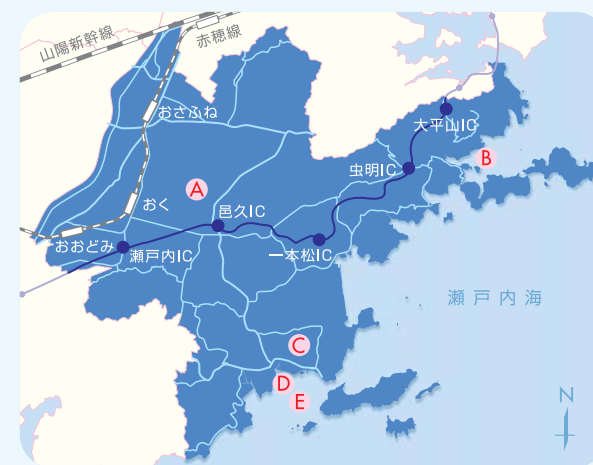 山陽新幹線
赤穂線
おさふね
大平山IC
B
虫明IC
A
おく
邑久IC
おおどみ
瀬戸内IC
一本松IC
瀬戸内海
C
D
E
N